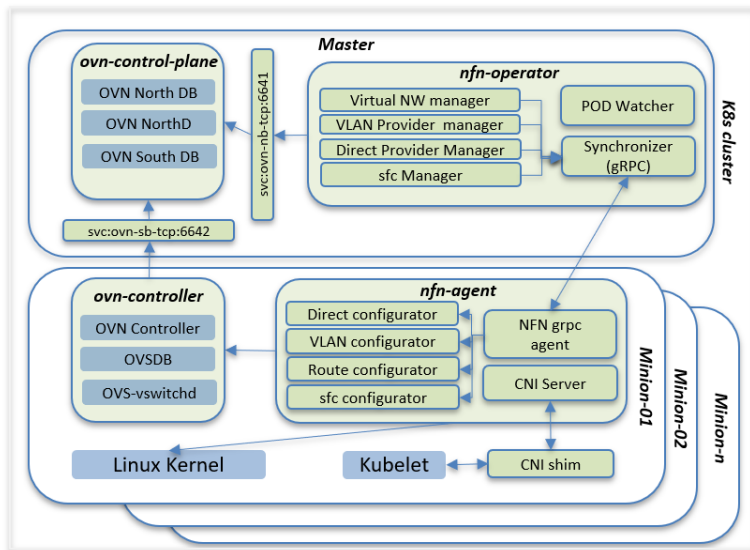 Master
ovn-control-plane
OVN North DB
OVN NorthD
OVN South DB
svc:ovn-nb-tcp:6641
nfn-operator
Virtual NW manager
VLAN Provider manager
Direct Provider Manager
sfc Manager
POD Watcher
Synchronizer
(gRPC)
K8s cluster
svc:ovn-sb-tcp:6642
ovn-controller
OVN Controller
OVSDB
OVS-vswitchd
nfn-agent
Direct configurator
VLAN configurator
Route configurator
sfc configurator
NFN grpc
agent
CNI Server
Linux Kernel
Kubelet
CNI shim
Minion-01
Minion-02
Minion-n